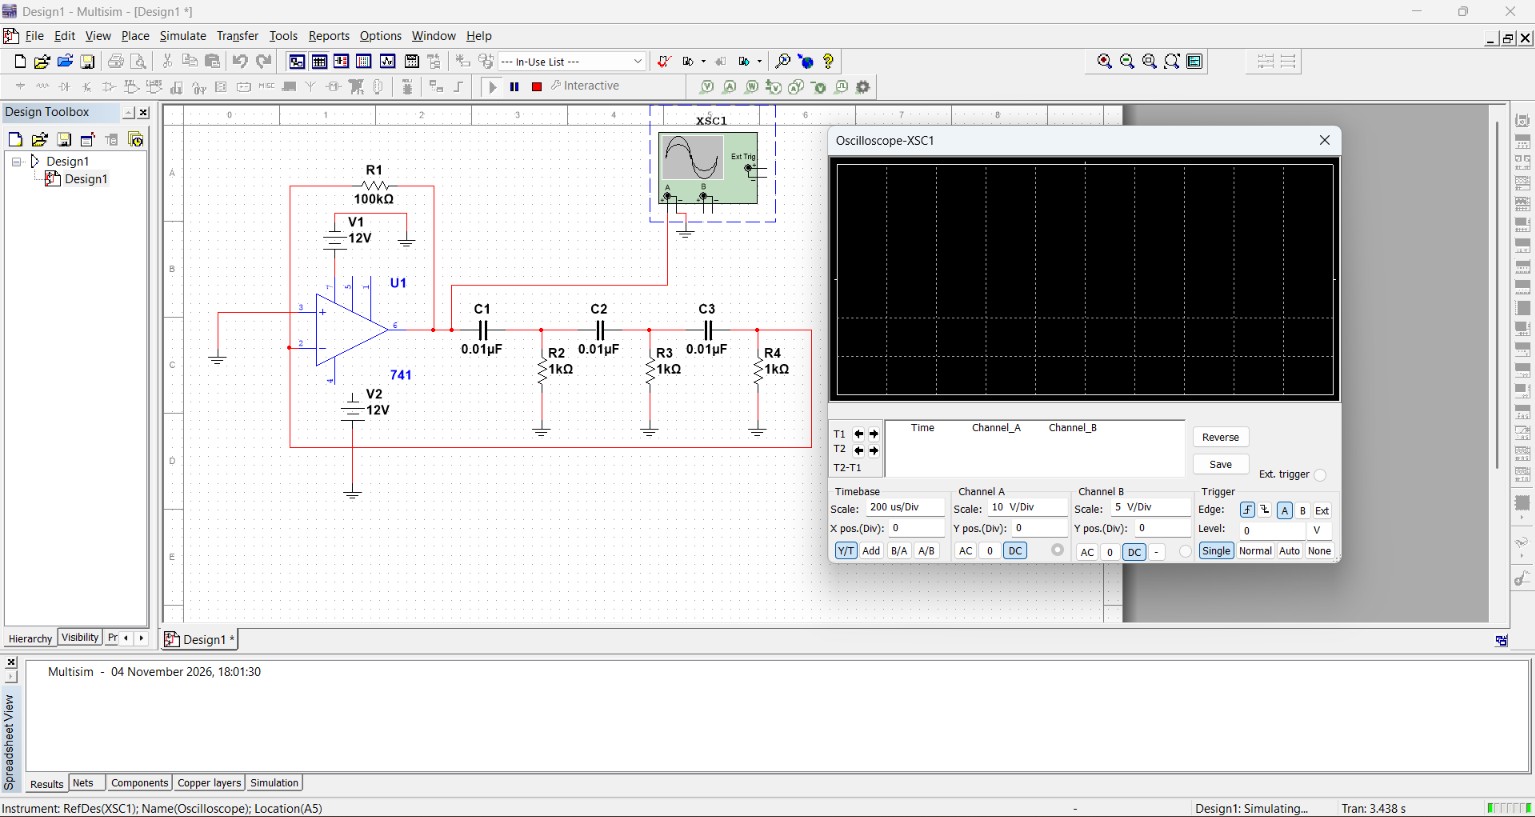 Design1 - Multisim - [Design1 *]
File Edit View Place Simulate Transfer Tools Reports Options Window Help
--- In-Use List ---
MISC
Interactive
Design Toolbox
Design1
Design1
Hierarchy Visibility Pr
0 1 2 3 4 5 6 7 8
A
B
C
D
E
XSC1
Ext Trig
A B
R1
100kΩ
V1
12V
U1
7 5 1
3
2
6
4
741
V2
12V
C1
0.01µF
C2
0.01µF
C3
0.01µF
R2
1kΩ
R3
1kΩ
R4
1kΩ
Design1 *
Oscilloscope-XSC1
Time Channel_A Channel_B
T1
T2
T2-T1
Reverse
Save
Ext. trigger
Timebase
Scale: 200 us/Div
X pos.(Div): 0
Y/T Add B/A A/B
Channel A
Scale: 10 V/Div
Y pos.(Div): 0
AC 0 DC
Channel B
Scale: 5 V/Div
Y pos.(Div): 0
AC 0 DC -
Trigger
Edge: A B Ext
Level: 0 V
Single Normal Auto None
Multisim - 04 November 2026, 18:01:30
Spreadsheet View
Results Nets Components Copper layers Simulation
Instrument: RefDes(XSC1); Name(Oscilloscope); Location(A5)
-
Design1: Simulating...
Tran: 3.438 s